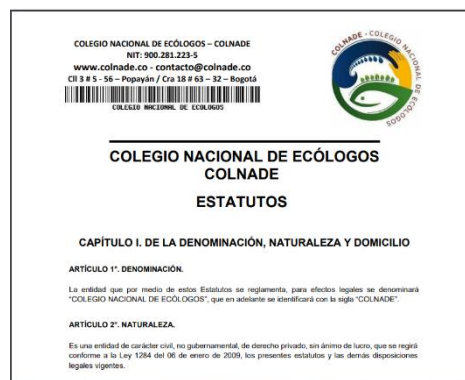 COLEGIO NACIONAL DE ECÓLOGOS – COLNADE
NIT: 900.281.223-5
www.colnade.co - contacto@colnade.co
Cll 3 # 5 - 56 – Popayán / Cra 18 # 63 – 32 – Bogotá
COLEGIO NACIONAL DE ECOLOGOS
COLNADE - COLEGIO NACIONAL DE ECÓLOGOS
COLEGIO NACIONAL DE ECÓLOGOS
COLNADE
ESTATUTOS
CAPÍTULO I. DE LA DENOMINACIÓN, NATURALEZA Y DOMICILIO
ARTÍCULO 1°. DENOMINACIÓN.
La entidad que por medio de estos Estatutos se reglamenta, para efectos legales se denominará
“COLEGIO NACIONAL DE ECÓLOGOS”, que en adelante se identificará con la sigla “COLNADE”.
ARTÍCULO 2°. NATURALEZA.
Es una entidad de carácter civil, no gubernamental, de derecho privado, sin ánimo de lucro, que se regirá
conforme a la Ley 1284 del 06 de enero de 2009, los presentes estatutos y las demás disposiciones
legales vigentes.